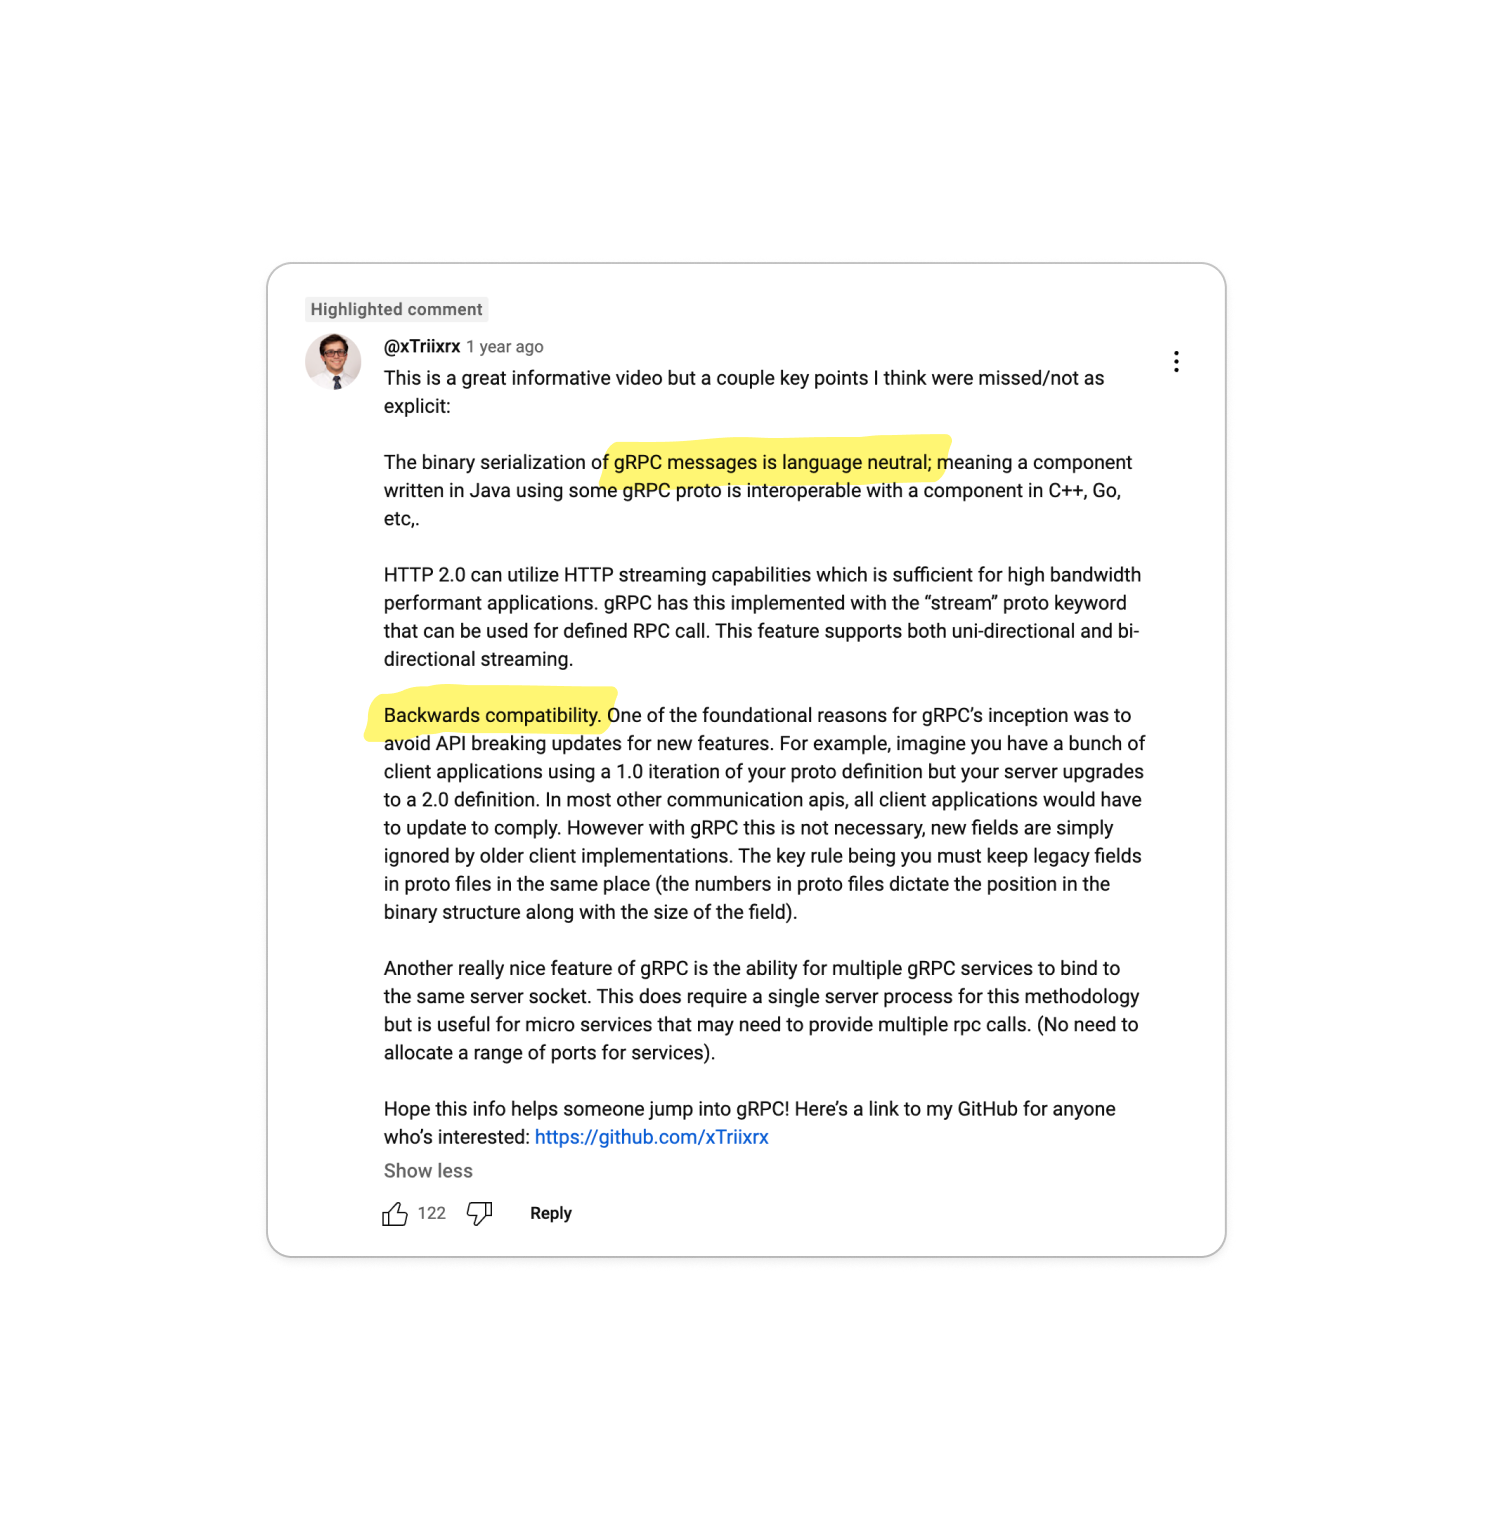 Highlighted comment
@xTriixrx 1 year ago
This is a great informative video but a couple key points I think were missed/not as
explicit:
The binary serialization of gRPC messages is language neutral; meaning a component
written in Java using some gRPC proto is interoperable with a component in C++, Go,
etc,.
HTTP 2.0 can utilize HTTP streaming capabilities which is sufficient for high bandwidth
performant applications. gRPC has this implemented with the “stream” proto keyword
that can be used for defined RPC call. This feature supports both uni-directional and bi-
directional streaming.
Backwards compatibility. One of the foundational reasons for gRPC’s inception was to
avoid API breaking updates for new features. For example, imagine you have a bunch of
client applications using a 1.0 iteration of your proto definition but your server upgrades
to a 2.0 definition. In most other communication apis, all client applications would have
to update to comply. However with gRPC this is not necessary, new fields are simply
ignored by older client implementations. The key rule being you must keep legacy fields
in proto files in the same place (the numbers in proto files dictate the position in the
binary structure along with the size of the field).
Another really nice feature of gRPC is the ability for multiple gRPC services to bind to
the same server socket. This does require a single server process for this methodology
but is useful for micro services that may need to provide multiple rpc calls. (No need to
allocate a range of ports for services).
Hope this info helps someone jump into gRPC! Here’s a link to my GitHub for anyone
who’s interested: https://github.com/xTriixrx
Show less
122 Reply